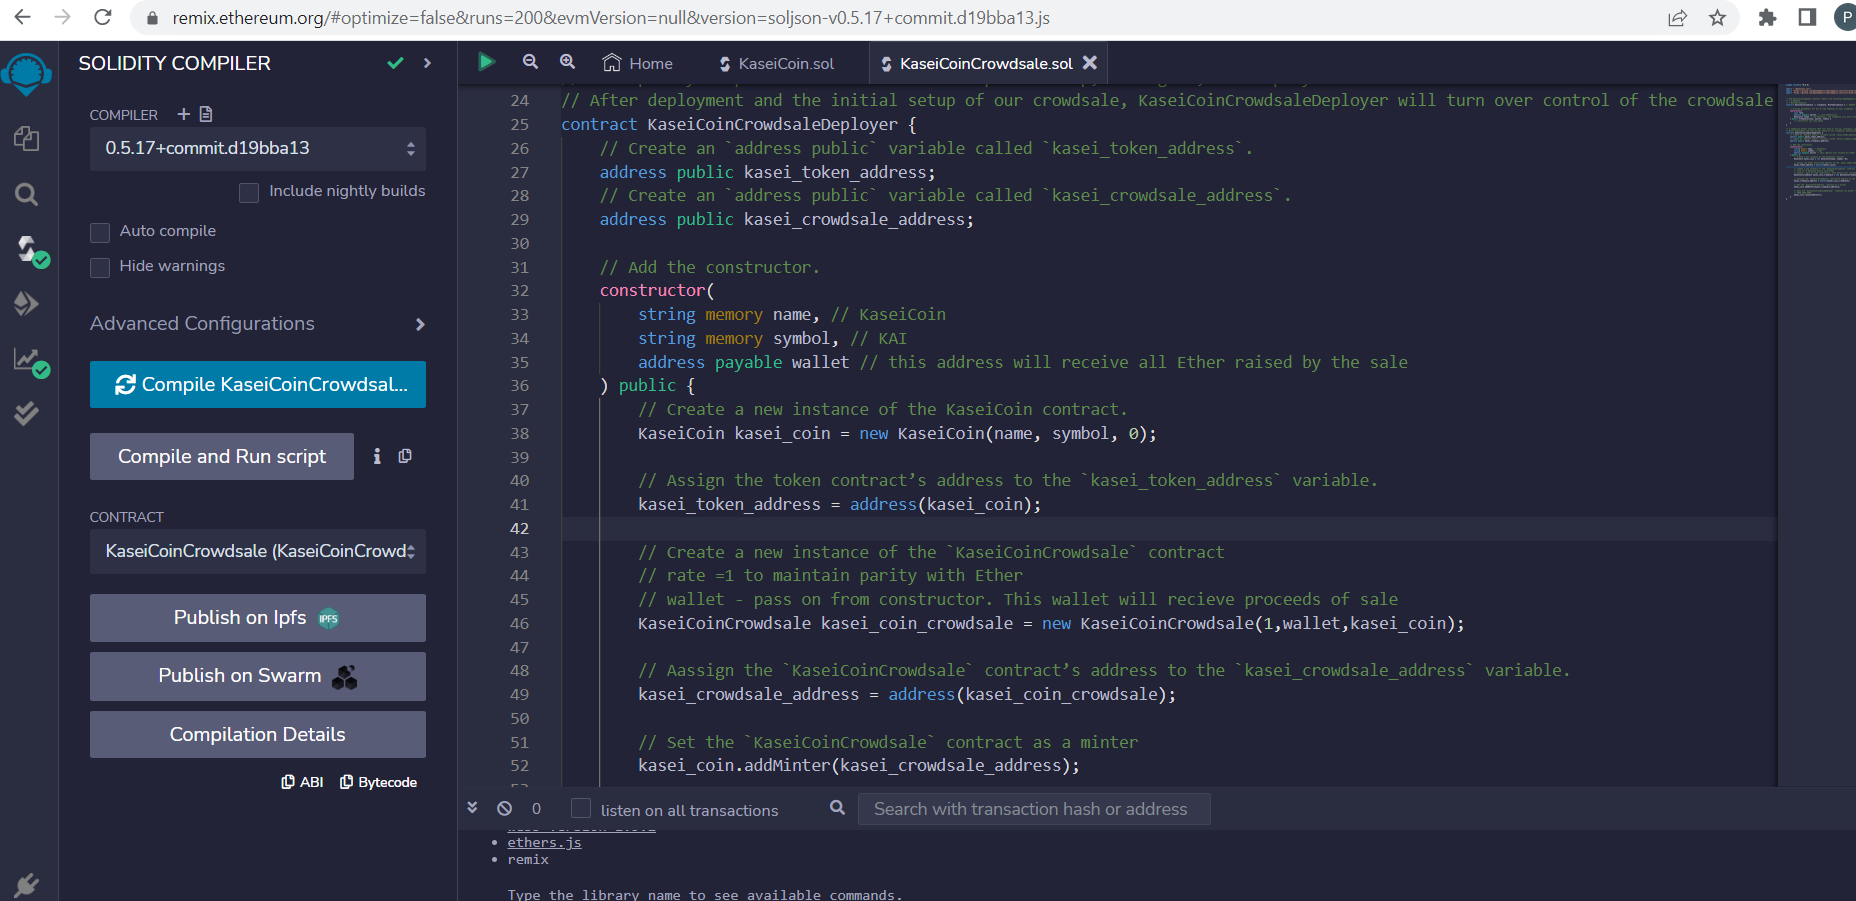 remix.ethereum.org/#optimize=false&runs=200&evmVersion=null&version=soljson-v0.5.17+commit.d19bba13.js
P
SOLIDITY COMPILER
COMPILER
0.5.17+commit.d19bba13
Include nightly builds
Auto compile
Hide warnings
Advanced Configurations
Compile KaseiCoinCrowdsal...
Compile and Run script
i
CONTRACT
KaseiCoinCrowdsale (KaseiCoinCrowd
Publish on Ipfs IPFS
Publish on Swarm
Compilation Details
ABI Bytecode
Home KaseiCoin.sol KaseiCoinCrowdsale.sol
24 // After deployment and the initial setup of our crowdsale, KaseiCoinCrowdsaleDeployer will turn over control of the crowdsale
25 contract KaseiCoinCrowdsaleDeployer {
26 // Create an `address public` variable called `kasei_token_address`.
27 address public kasei_token_address;
28 // Create an `address public` variable called `kasei_crowdsale_address`.
29 address public kasei_crowdsale_address;
30
31 // Add the constructor.
32 constructor(
33 string memory name, // KaseiCoin
34 string memory symbol, // KAI
35 address payable wallet // this address will receive all Ether raised by the sale
36 ) public {
37 // Create a new instance of the KaseiCoin contract.
38 KaseiCoin kasei_coin = new KaseiCoin(name, symbol, 0);
39
40 // Assign the token contract’s address to the `kasei_token_address` variable.
41 kasei_token_address = address(kasei_coin);
42
43 // Create a new instance of the `KaseiCoinCrowdsale` contract
44 // rate =1 to maintain parity with Ether
45 // wallet - pass on from constructor. This wallet will recieve proceeds of sale
46 KaseiCoinCrowdsale kasei_coin_crowdsale = new KaseiCoinCrowdsale(1,wallet,kasei_coin);
47
48 // Aassign the `KaseiCoinCrowdsale` contract’s address to the `kasei_crowdsale_address` variable.
49 kasei_crowdsale_address = address(kasei_coin_crowdsale);
50
51 // Set the `KaseiCoinCrowdsale` contract as a minter
52 kasei_coin.addMinter(kasei_crowdsale_address);
0 listen on all transactions Search with transaction hash or address
• ethers.js
• remix
Type the library name to see available commands.